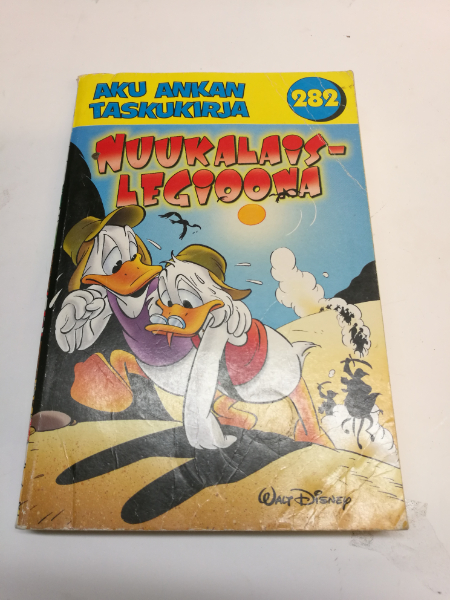 AKU ANKAN
TASKUKIRJA
282
NUUKALAIS-
LEGIOONA
WALT DISNEY